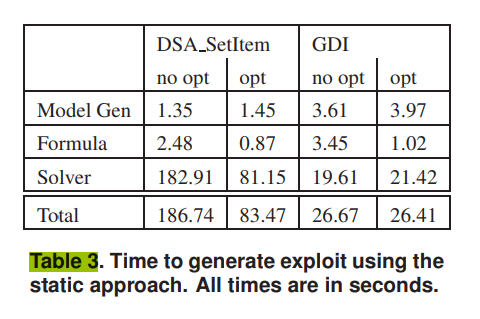 DSA_SetItem GDI
no opt opt no opt opt
Model Gen 1.35 1.45 3.61 3.97
Formula 2.48 0.87 3.45 1.02
Solver 182.91 81.15 19.61 21.42
Total 186.74 83.47 26.67 26.41
Table 3. Time to generate exploit using the
static approach. All times are in seconds.